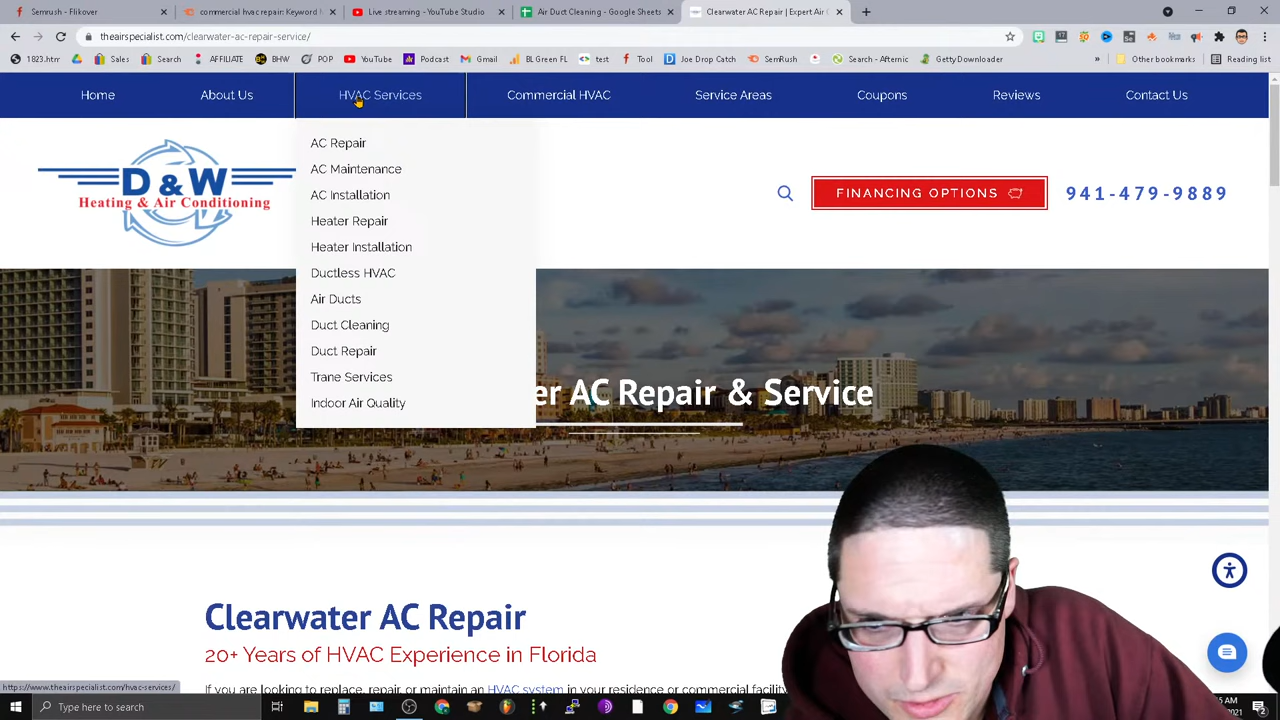 Semrush - Flikover
commercial hvac repair: Keyword M
Live streaming - YouTube Studio
Air Duct Cleaning - Google Sheets
Clearwater AC Repair | Expert Air C
theairspecialist.com/clearwater-ac-repair-service/
1823.htm
Sales
Search
AFFILIATE
BHW
POP
YouTube
Podcast
Gmail
BL Green FL
test
Tool
Joe Drop Catch
SemRush
Search - Afternic
GettyDownloader
Other bookmarks
Reading list
Home
About Us
HVAC Services
Commercial HVAC
Service Areas
Coupons
Reviews
Contact Us
AC Repair
AC Maintenance
AC Installation
Heater Repair
Heater Installation
Ductless HVAC
Air Ducts
Duct Cleaning
Duct Repair
Trane Services
Indoor Air Quality
D & W
Heating & Air Conditioning
FINANCING OPTIONS
941-479-9889
er AC Repair & Service
Clearwater AC Repair
20+ Years of HVAC Experience in Florida
If you are looking to replace, repair, or maintain an HVAC system in your residence or commercial facility
https://www.theairspecialist.com/hvac-services/
Type here to search